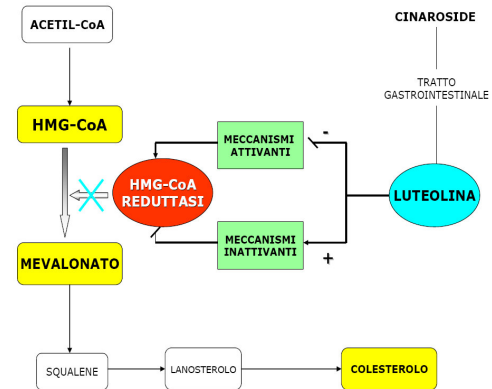 ACETIL-CoA
CINAROSIDE
TRATTO
GASTROINTESTINALE
HMG-CoA
MECCANISMI
ATTIVANTI
-
HMG-CoA
REDUTTASI
LUTEOLINA
MECCANISMI
INATTIVANTI
+
MEVALONATO
SQUALENE
LANOSTEROLO
COLESTEROLO